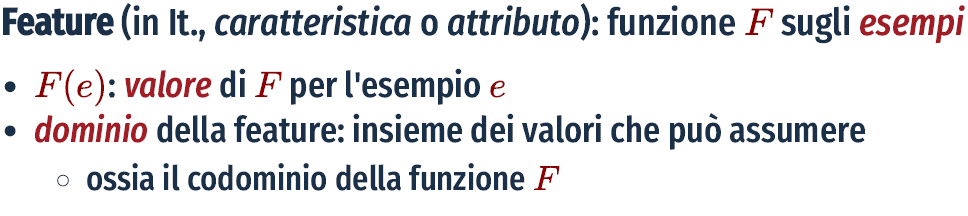 Feature (in It., caratteristica o attributo): funzione F sugli esempi
• F(e): valore di F per l'esempio e
• dominio della feature: insieme dei valori che può assumere
○ ossia il codominio della funzione F